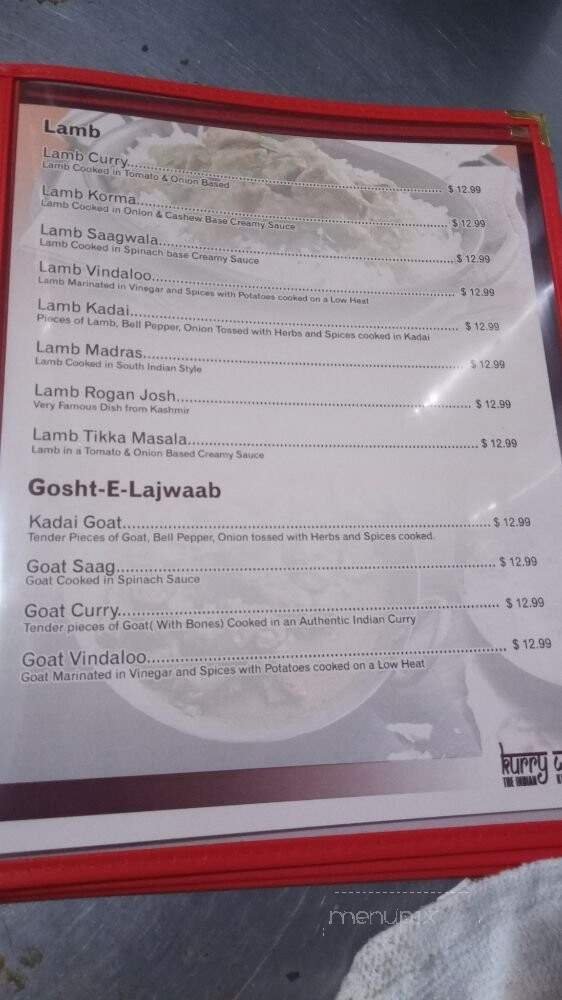 Lamb
Lamb Curry........................................ $ 12.99
Lamb Cooked in Tomato & Onion Based
Lamb Korma........................................ $ 12.99
Lamb Cooked in Onion & Cashew Base Creamy Sauce
Lamb Saagwala........................................ $ 12.99
Lamb Cooked in Spinach base Creamy Sauce
Lamb Vindaloo........................................ $ 12.99
Lamb Marinated in Vinegar and Spices with Potatoes cooked on a Low Heat
Lamb Kadai........................................ $ 12.99
Pieces of Lamb, Bell Pepper, Onion Tossed with Herbs and Spices cooked in Kadai
Lamb Madras........................................ $ 12.99
Lamb Cooked in South Indian Style
Lamb Rogan Josh........................................ $ 12.99
Very Famous Dish from Kashmir
Lamb Tikka Masala........................................ $ 12.99
Lamb in a Tomato & Onion Based Creamy Sauce
Gosht-E-Lajwaab
Kadai Goat........................................ $ 12.99
Tender Pieces of Goat, Bell Pepper, Onion tossed with Herbs and Spices cooked.
Goat Saag........................................ $ 12.99
Goat Cooked in Spinach Sauce
Goat Curry........................................ $ 12.99
Tender pieces of Goat( With Bones) Cooked in an Authentic Indian Curry
Goat Vindaloo........................................ $ 12.99
Goat Marinated in Vinegar and Spices with Potatoes cooked on a Low Heat
kurry
THE INDIAN
menupix